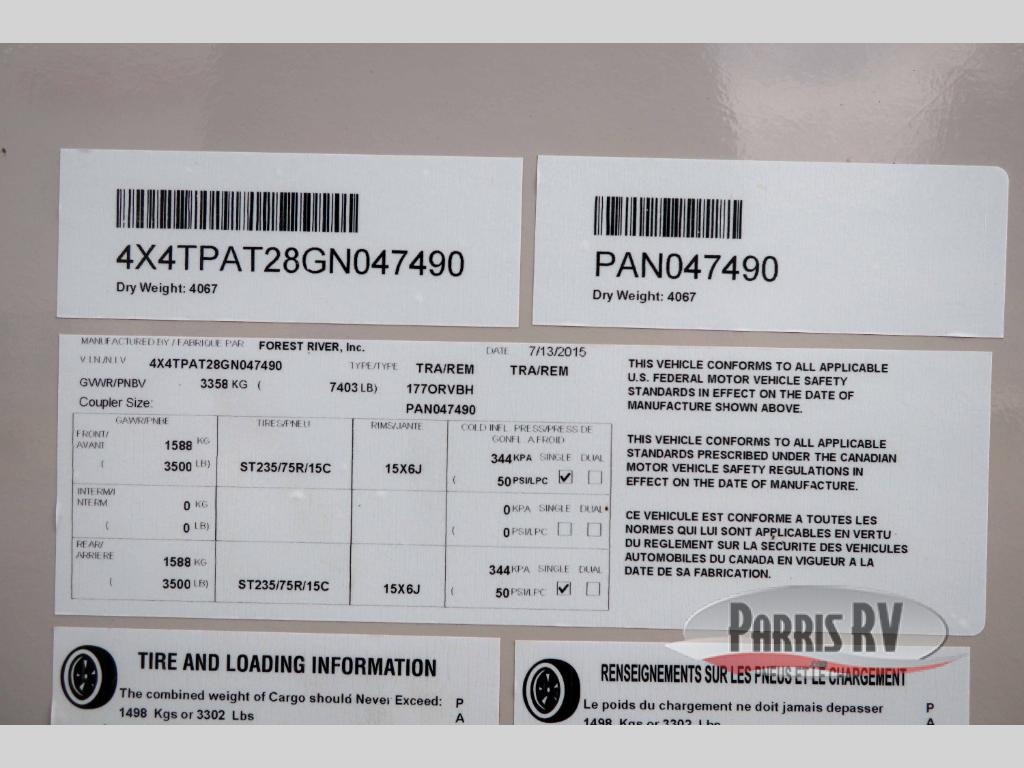 4X4TPAT28GN047490
Dry Weight: 4067
PAN047490
Dry Weight: 4067
MANUFACTURED BY / FABRIQUE PAR FOREST RIVER, Inc. DATE 7/13/2015
V.I.N./N.I.V 4X4TPAT28GN047490 TYPE/TYPE TRA/REM TRA/REM
GVWR/PNBV 3358 KG ( 7403 LB) 177ORVBH
Coupler Size: PAN047490
GAWR/PNBE TIRES/PNEU RIMS/JANTE COLD INFL. PRESS/PRESS DE GONFL. A FROID
FRONT/ AVANT 1588 KG 344 KPA SINGLE DUAL
( 3500 LB) ST235/75R/15C 15X6J ( 50 PSI/LPC
INTERM/I NTERM 0 KG 0 KPA SINGLE DUAL
( 0 LB) ( 0 PSI/LPC
REAR/ ARRIERE 1588 KG 344 KPA SINGLE DUAL
( 3500 LB) ST235/75R/15C 15X6J ( 50 PSI/LPC
THIS VEHICLE CONFORMS TO ALL APPLICABLE
U.S. FEDERAL MOTOR VEHICLE SAFETY
STANDARDS IN EFFECT ON THE DATE OF
MANUFACTURE SHOWN ABOVE.
THIS VEHICLE CONFORMS TO ALL APPLICABLE
STANDARDS PRESCRIBED UNDER THE CANADIAN
MOTOR VEHICLE SAFETY REGULATIONS IN
EFFECT ON THE DATE OF MANUFACTURE.
CE VEHICULE EST CONFORME A TOUTES LES
NORMES QUI LUI SONT APPLICABLES EN VERTU
DU REGLEMENT SUR LA SECURITE DES VEHICULES
AUTOMOBILES DU CANADA EN VIGUEUR A LA
DATE DE SA FABRICATION.
PARRIS RV
TIRE AND LOADING INFORMATION
The combined weight of Cargo should Never Exceed: P
1498 Kgs or 3302 Lbs A
RENSEIGNEMENTS SUR LES PNEUS ET LE CHARGEMENT
Le poids du chargement ne doit jamais depasser P
1498 Kgs or 3302 Lbs A